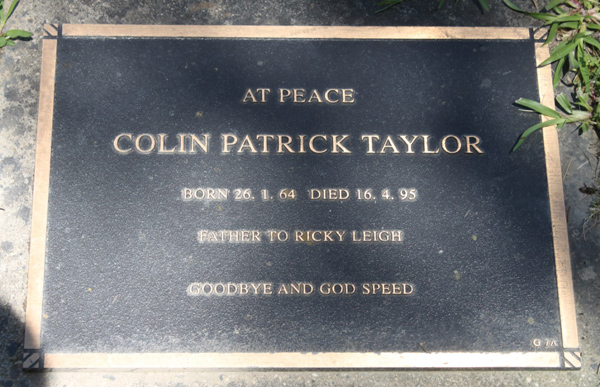 AT PEACE
COLIN PATRICK TAYLOR
BORN 26. 1. 64 DIED 16. 4. 95
FATHER TO RICKY LEIGH
GOODBYE AND GOD SPEED
G